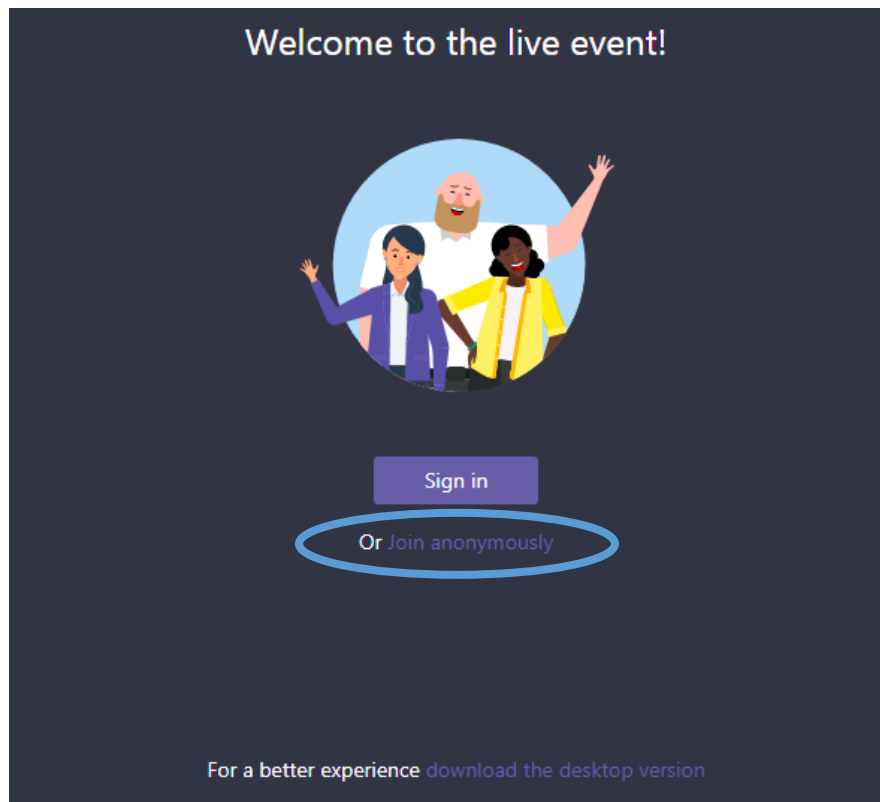 Welcome to the live event!
Sign in
Or Join anonymously
For a better experience download the desktop version